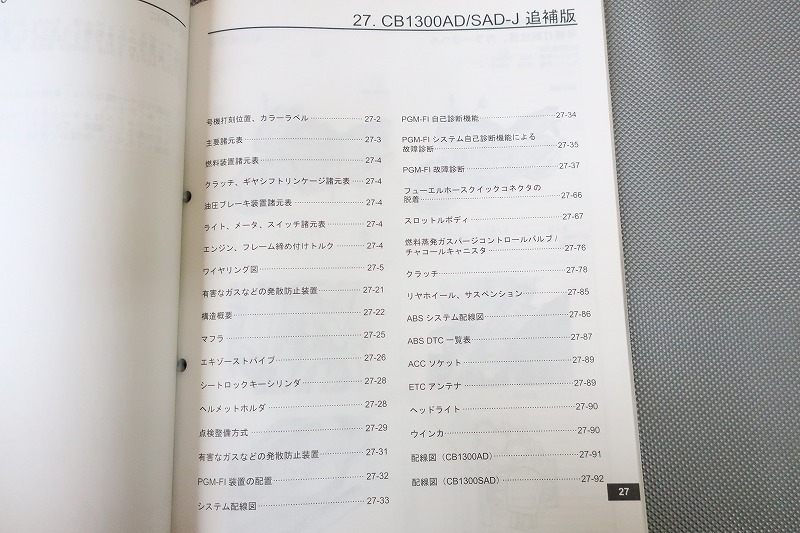 27. CB1300AD/SAD-J 追補版
号機打刻位置、カラーラベル 27-2
主要諸元表 27-3
燃料装置諸元表 27-4
クラッチ、ギヤシフトリンケージ諸元表 27-4
油圧ブレーキ装置諸元表 27-4
ライト、メータ、スイッチ諸元表 27-4
エンジン、フレーム締め付けトルク 27-4
ワイヤリング図 27-5
有害なガスなどの発散防止装置 27-21
構造概要 27-22
マフラ 27-25
エキゾーストパイプ 27-26
シートロックキーシリンダ 27-28
ヘルメットホルダ 27-28
点検整備方式 27-29
有害なガスなどの発散防止装置 27-31
PGM-FI 装置の配置 27-32
システム配線図 27-33
PGM-FI 自己診断機能 27-34
PGM-FI システム自己診断機能による
故障診断 27-35
PGM-FI 故障診断 27-37
フューエルホースクイックコネクタの
脱着 27-66
スロットルボディ 27-67
燃料蒸発ガスパージコントロールバルブ /
チャコールキャニスタ 27-76
クラッチ 27-78
リヤホイール、サスペンション 27-85
ABS システム配線図 27-86
ABS DTC 一覧表 27-87
ACC ソケット 27-89
ETC アンテナ 27-89
ヘッドライト 27-90
ウインカ 27-90
配線図（CB1300AD） 27-91
配線図（CB1300SAD） 27-92
27